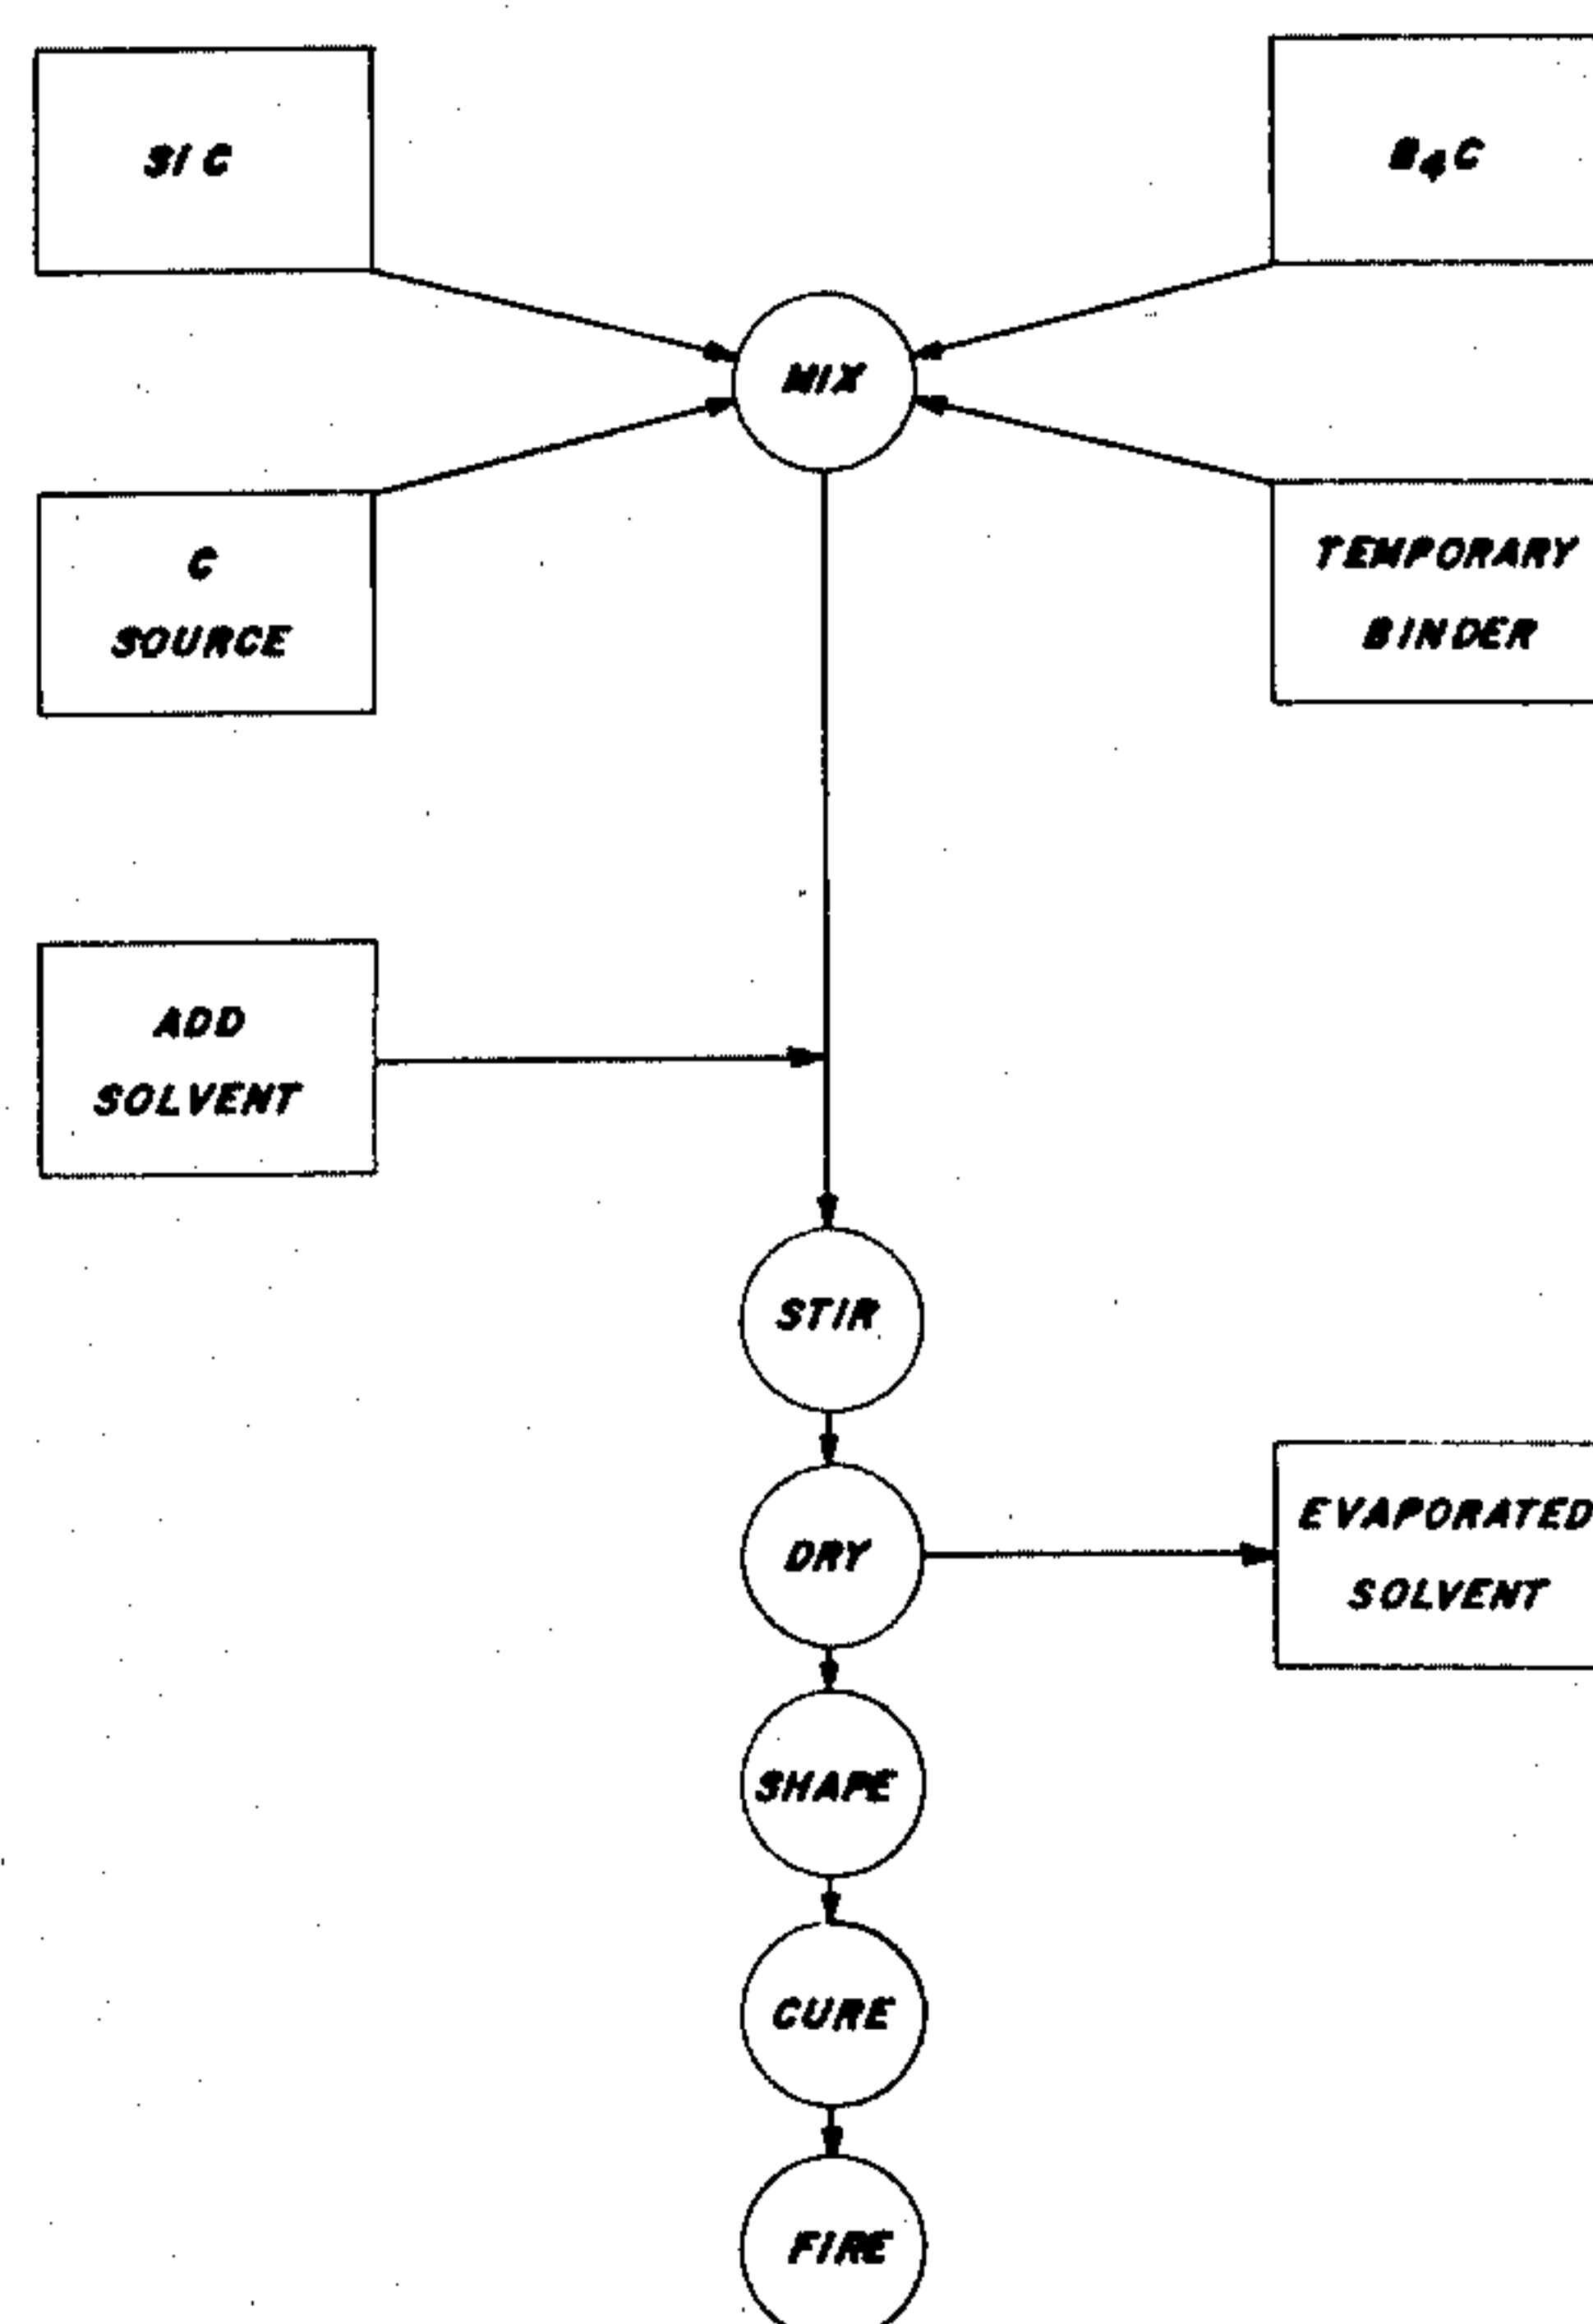 SiC
B4C
MIX
C
SOURCE
TEMPORARY
BINDER
ADD
SOLVENT
STIR
DRY
EVAPORATED
SOLVENT
SHAPE
CURE
FIRE